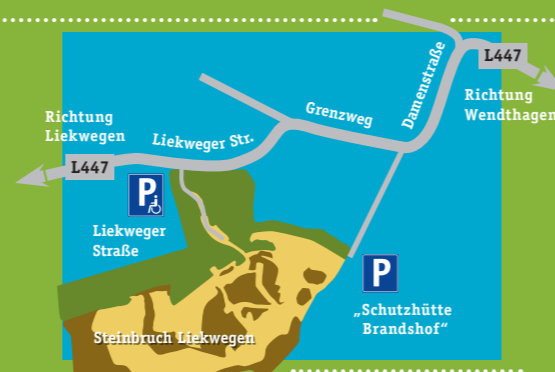 L447
Richtung
Wendthagen
Damenstraße
Grenzweg
Liekweger Str.
Richtung
Liekwegen
L447
P
Liekweger
Straße
P
„Schutzhütte
Brandshof“
Steinbruch Liekwegen